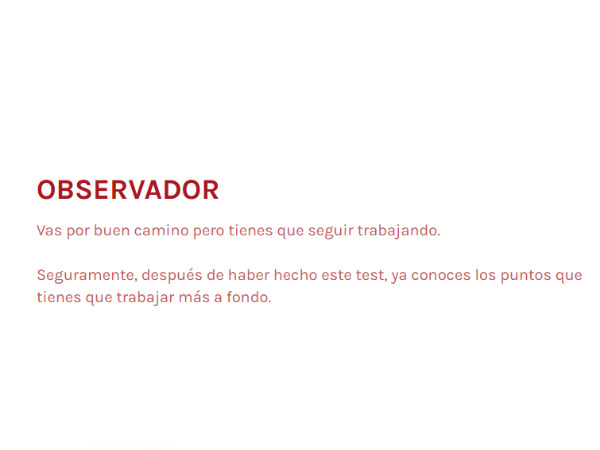 OBSERVADOR
Vas por buen camino pero tienes que seguir trabajando.
Seguramente, después de haber hecho este test, ya conoces los puntos que
tienes que trabajar más a fondo.